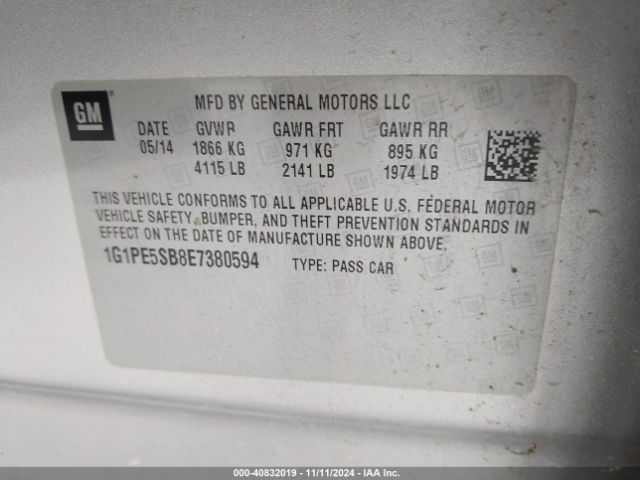 GM
MFD BY GENERAL MOTORS LLC
DATE GVWR GAWR FRT GAWR RR
05/14 1866 KG 971 KG 895 KG
4115 LB 2141 LB 1974 LB
THIS VEHICLE CONFORMS TO ALL APPLICABLE U.S. FEDERAL MOTOR
VEHICLE SAFETY, BUMPER, AND THEFT PREVENTION STANDARDS IN
EFFECT ON THE DATE OF MANUFACTURE SHOWN ABOVE.
1G1PE5SB8E7380594 TYPE: PASS CAR
000-40832019 - 11/11/2024 - IAA Inc.